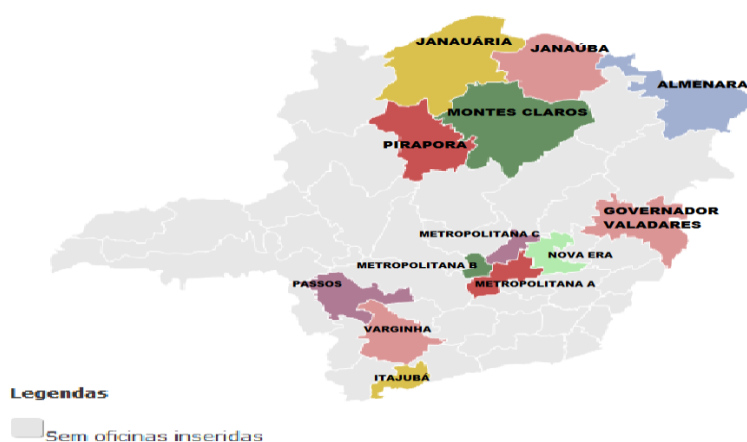 JANAUÁRIA
JANAÚBA
ALMENARA
MONTES CLAROS
PIRAPORA
GOVERNADOR
VALADARES
METROPOLITANA C
NOVA ERA
METROPOLITANA B
METROPOLITANA A
PASSOS
VARGINHA
ITAJUBÁ
Legendas
Sem oficinas inseridas